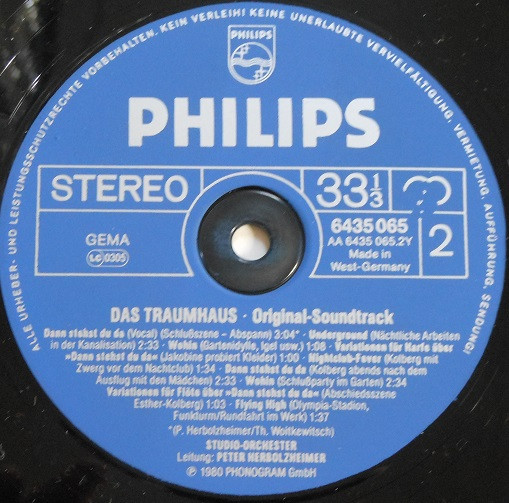 ALLE URHEBER- UND LEISTUNGSSCHUTZRECHTE VORBEHALTEN. KEIN VERLEIH! KEINE UNERLAUBTE VERVIELFÄLTIGUNG, VERMIETUNG, AUFFÜHRUNG, SENDUNG!
PHILIPS
PHILIPS
STEREO
33 1/3
GEMA
LC 0305
6435 065
AA 6435 065.2Y
Made in
West-Germany
2
DAS TRAUMHAUS · Original-Soundtrack
Dann stehst du da (Vocal) (Schlußszene - Abspann) 3:04* · Underground (Nächtliche Arbeiten
in der Kanalisation) 2:33 · Wohin (Gartenidylle, Igel usw.) 1:08 · Variationen für Harfe über
»Dann stehst du da« (Jakobine probiert Kleider) 1:00 · Nightclub-Fever (Kolberg mit
Zwerg vor dem Nachtclub) 1:34 · Dann stehst du da (Kolberg abends nach dem
Ausflug mit den Mädchen) 2:33 · Wohin (Schlußparty im Garten) 2:36
Variationen für Flöte über »Dann stehst du da« (Abschiedsszene
Esther-Kolberg) 1:03 · Flying High (Olympia-Stadion,
Funkturm/Rundfahrt im Werk) 1:37
*(P. Herbolzheimer/Th. Woitkewitsch)
STUDIO-ORCHESTER
Leitung: PETER HERBOLZHEIMER
℗ 1980 PHONOGRAM GmbH